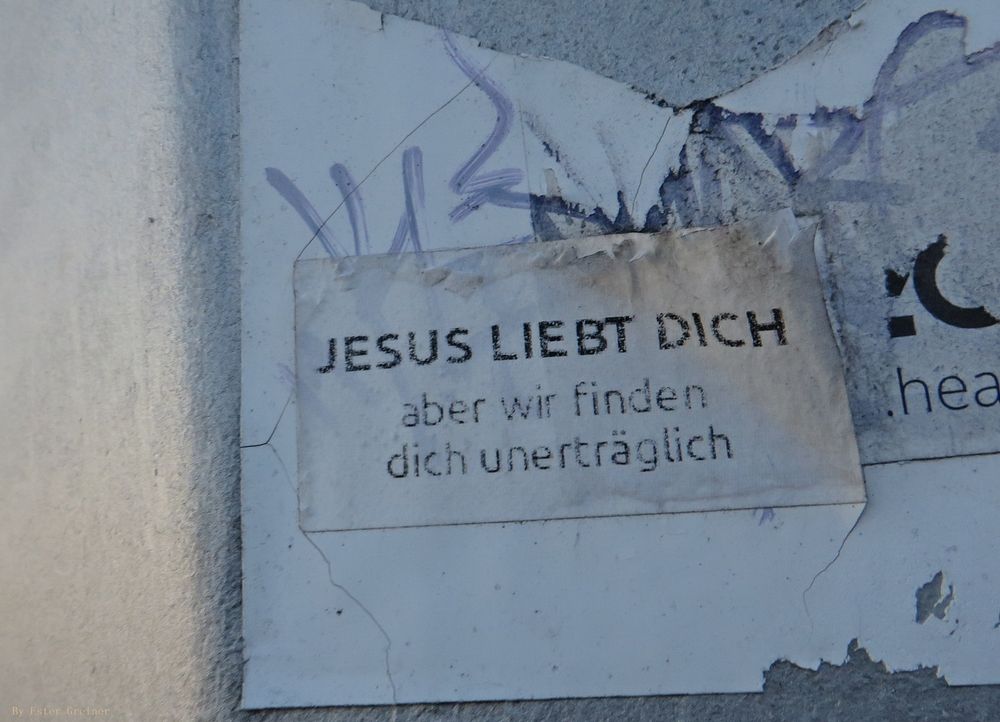 JESUS LIEBT DICH
aber wir finden
dich unerträglich
.hea
By Ester Greiner